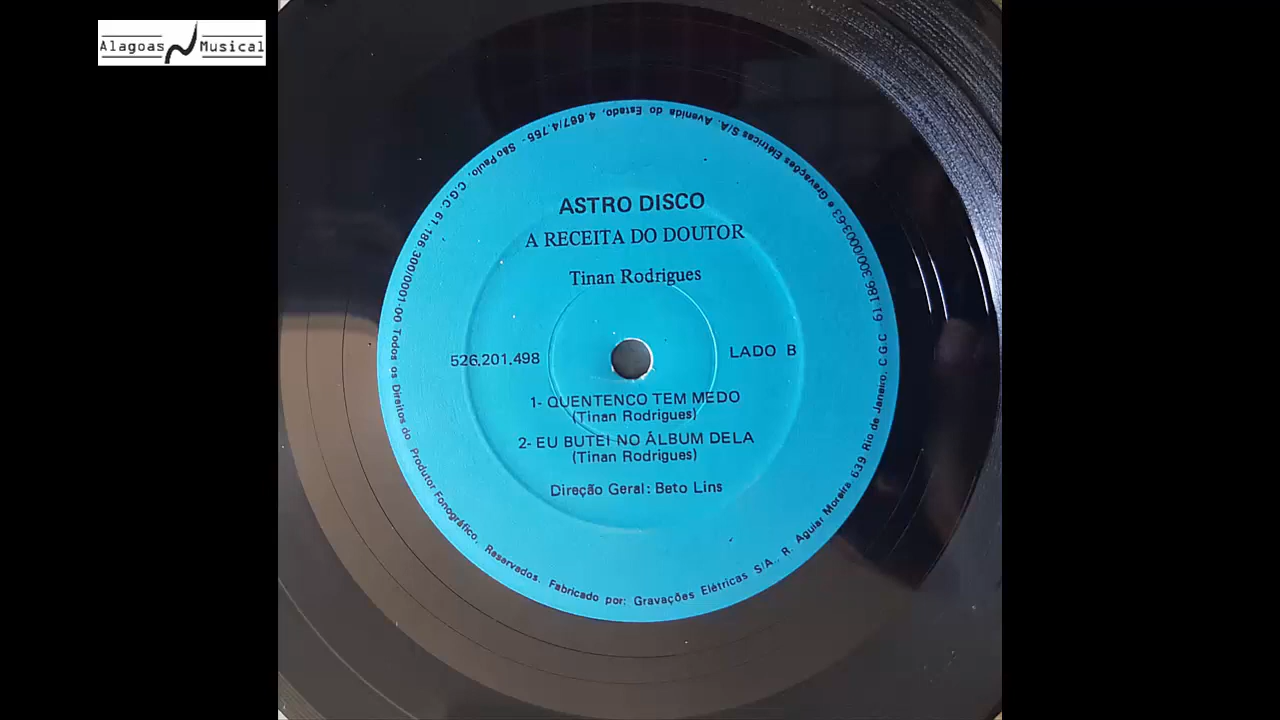 Alagoas Musical
ASTRO DISCO
A RECEITA DO DOUTOR
Tinan Rodrigues
526.201.498
LADO B
1- QUENTENCO TEM MEDO
(Tinan Rodrigues)
2- EU BUTEI NO ÁLBUM DELA
(Tinan Rodrigues)
Direção Geral: Beto Lins
Todos os Direitos do Produtor Fonográfico, Reservados. Fabricado por: Gravações Elétricas S/A., R. Aguiar Moreira, 639 Rio de Janeiro, C.G.C 61.186.300/0003-63 e Gravações Elétricas S/A. Avenida do Estado, 4.667/4.755 - São Paulo, C.G.C. 61.186.300/0001-00